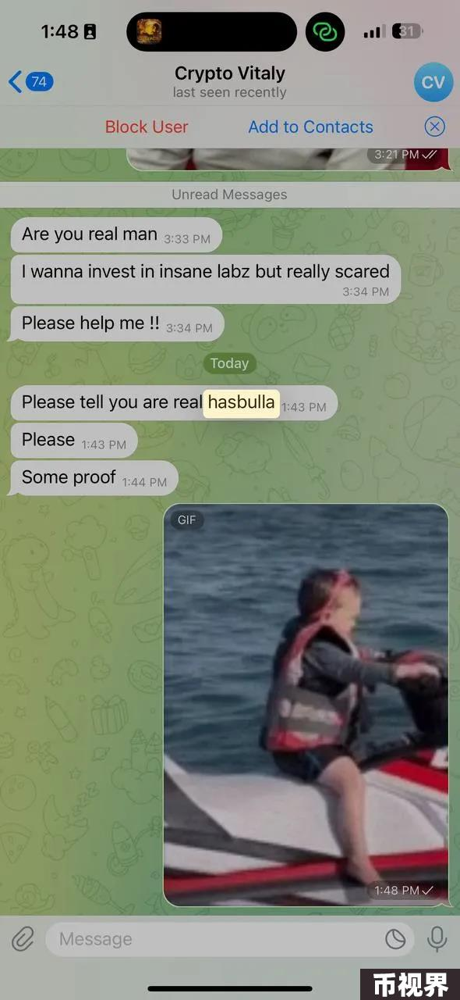 1:48
31
74
Crypto Vitaly
last seen recently
CV
Block User
Add to Contacts
3:21 PM
Unread Messages
Are you real man 3:33 PM
I wanna invest in insane labz but really scared
3:34 PM
Please help me !! 3:34 PM
Today
Please tell you are real hasbulla 1:43 PM
Please 1:43 PM
Some proof 1:44 PM
GIF
1:48 PM
Message
币视界